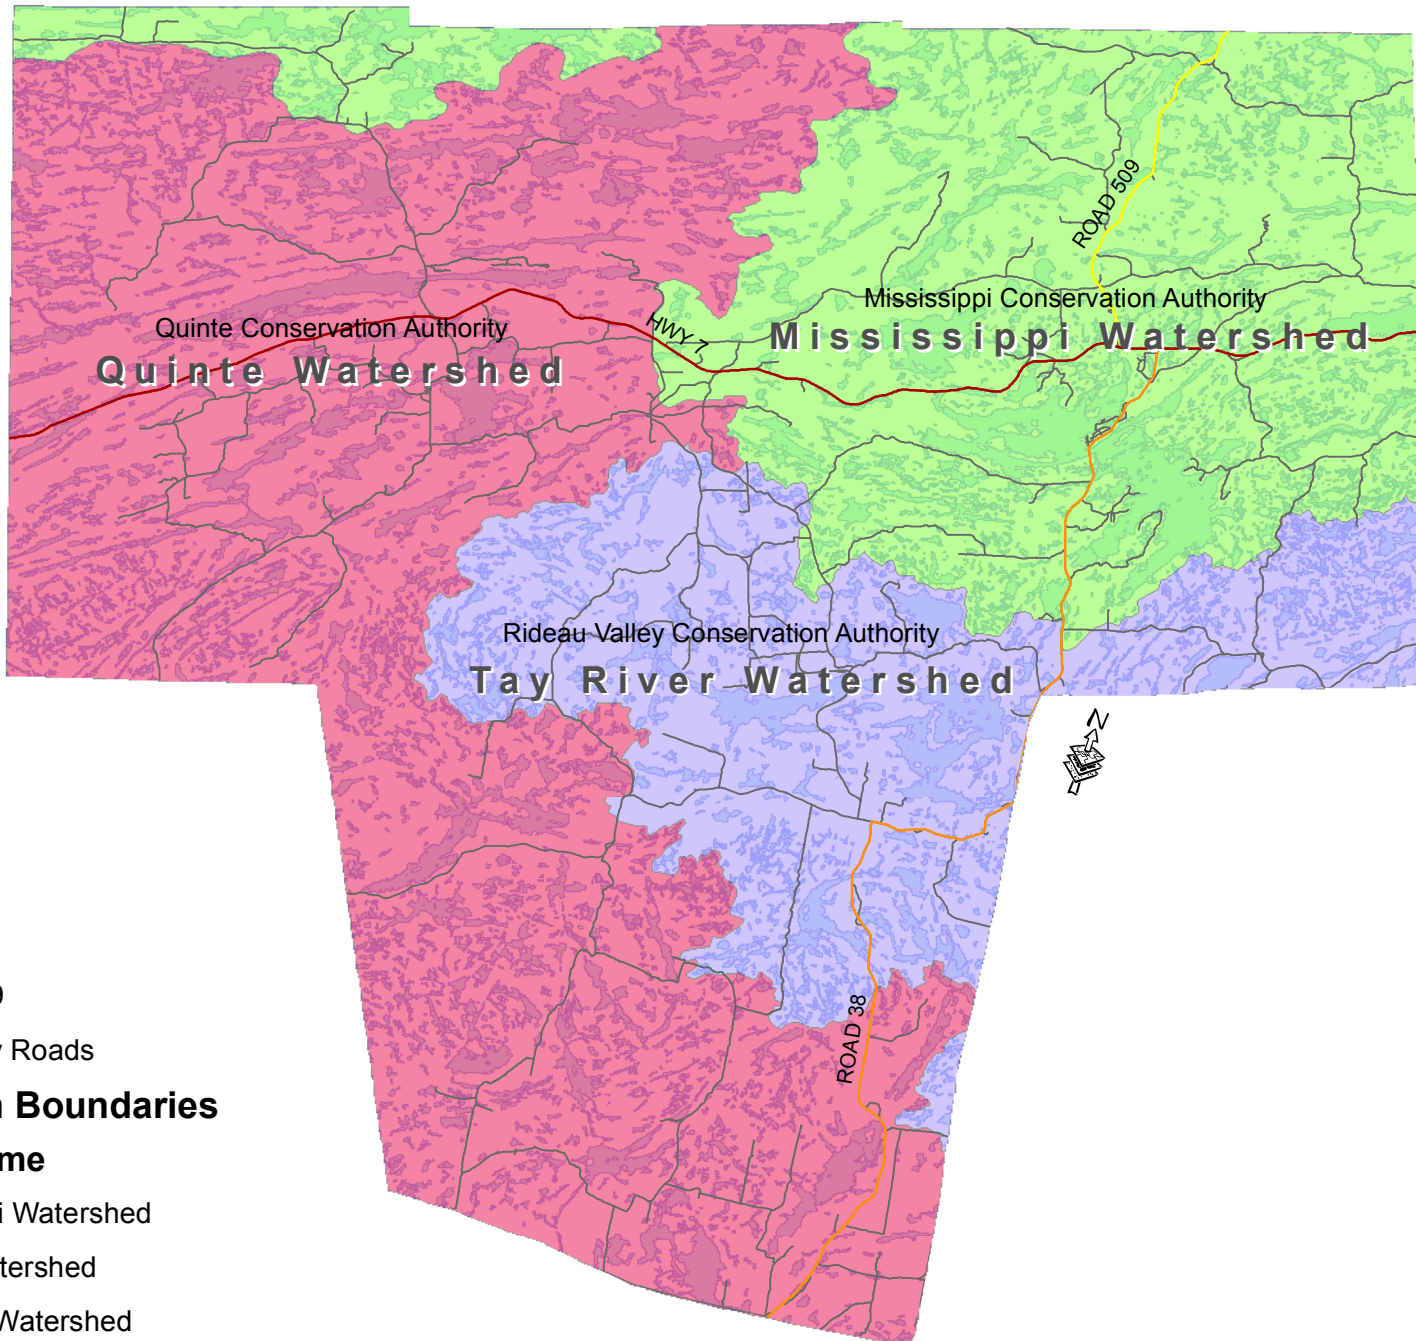 ROAD 509
Mississippi Conservation Authority
Mississippi Watershed
HWY 7
Quinte Conservation Authority
Quinte Watershed
Rideau Valley Conservation Authority
Tay River Watershed
N
ROAD 38
Roads
Boundaries
me
i Watershed
tershed
Watershed